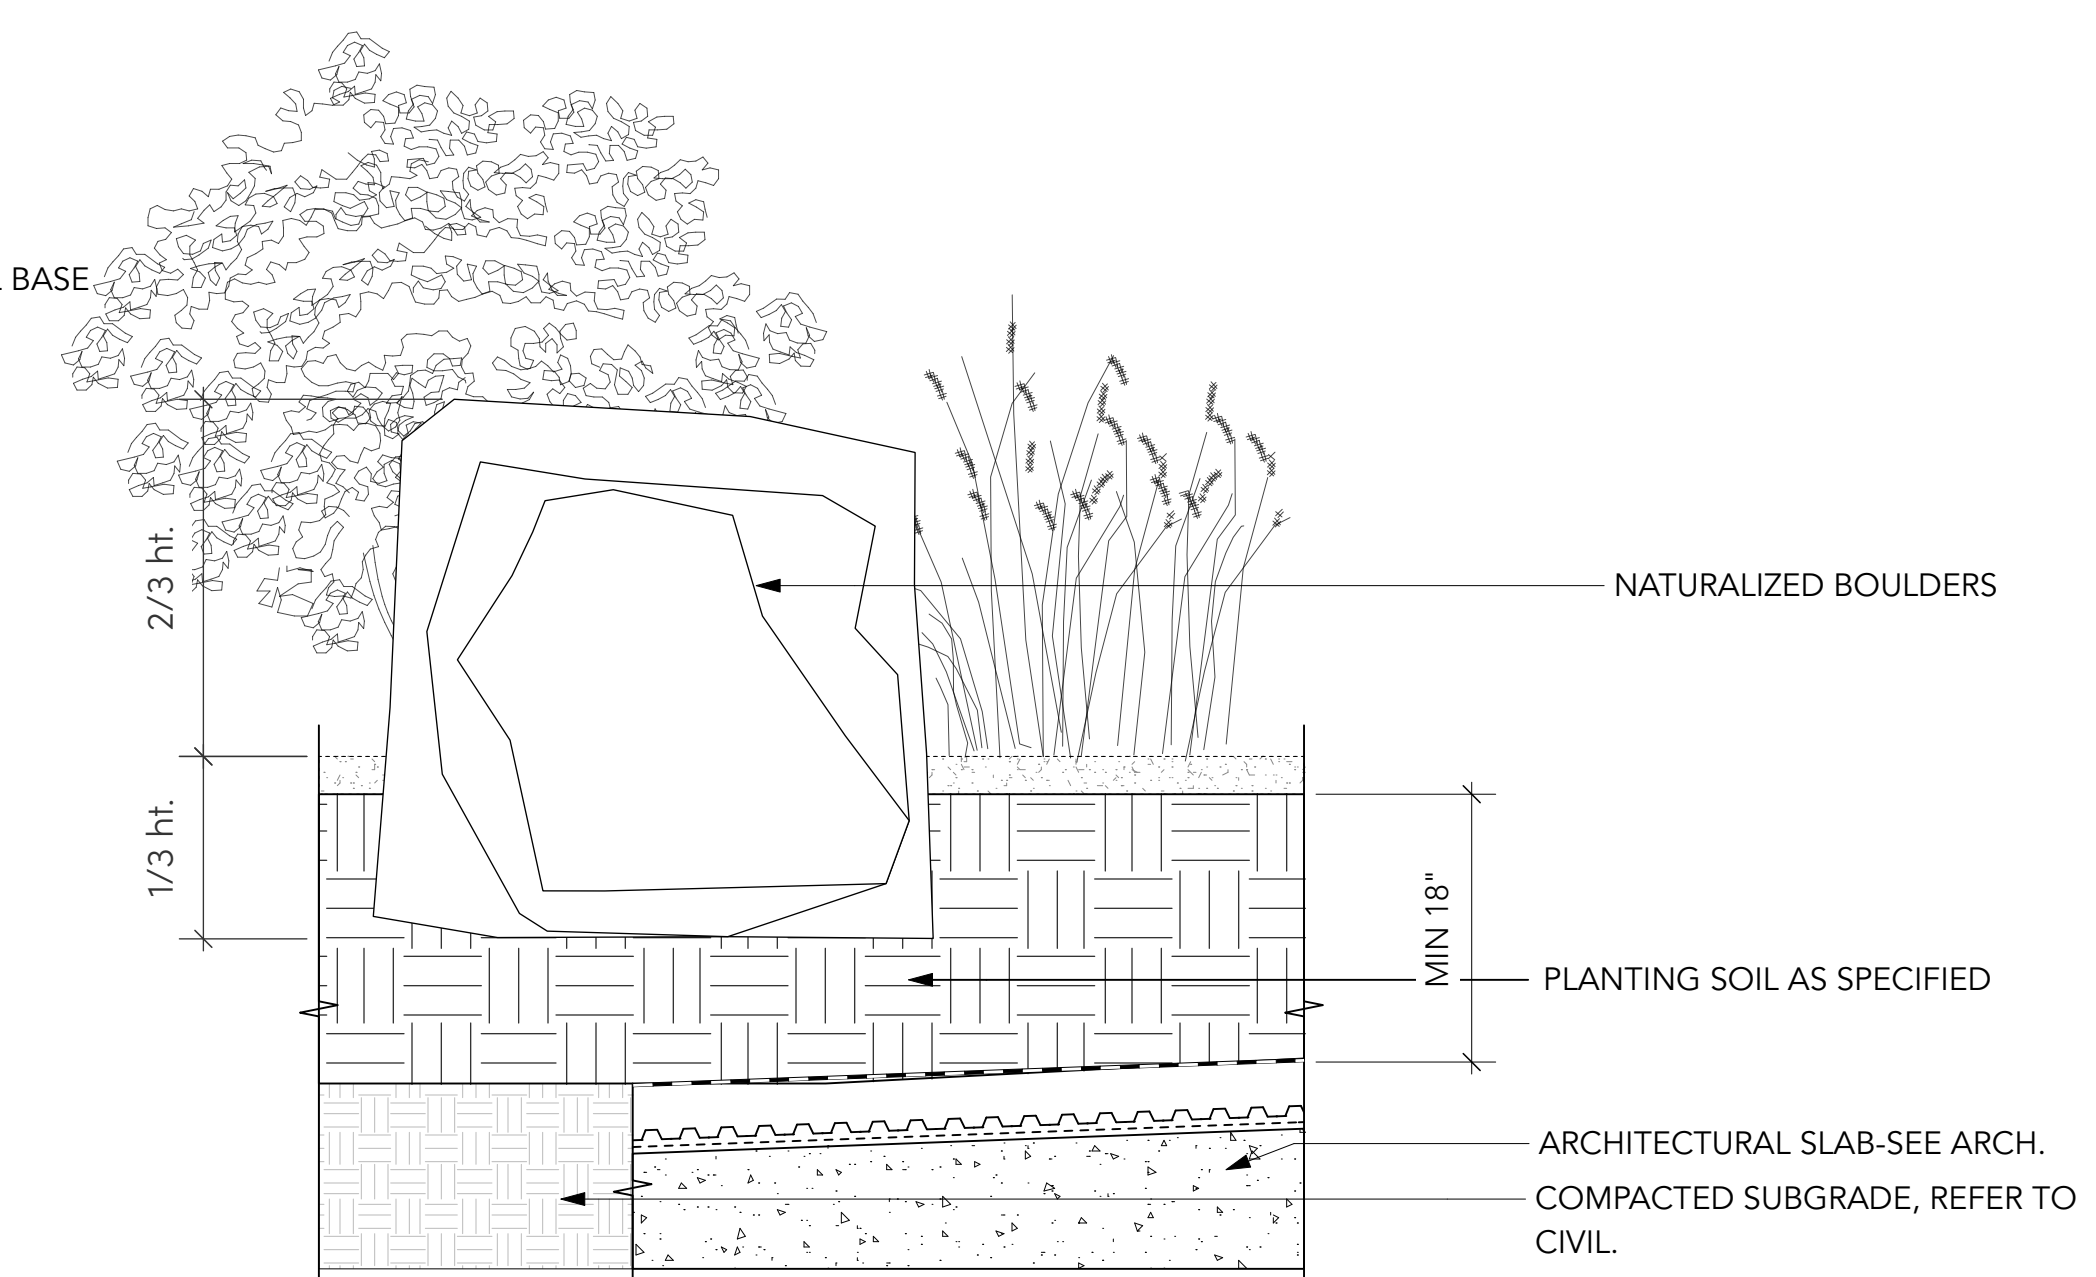 BASE
2/3 ht.
NATURALIZED BOULDERS
1/3 ht.
MIN 18"
PLANTING SOIL AS SPECIFIED
ARCHITECTURAL SLAB-SEE ARCH.
COMPACTED SUBGRADE, REFER TO
CIVIL.